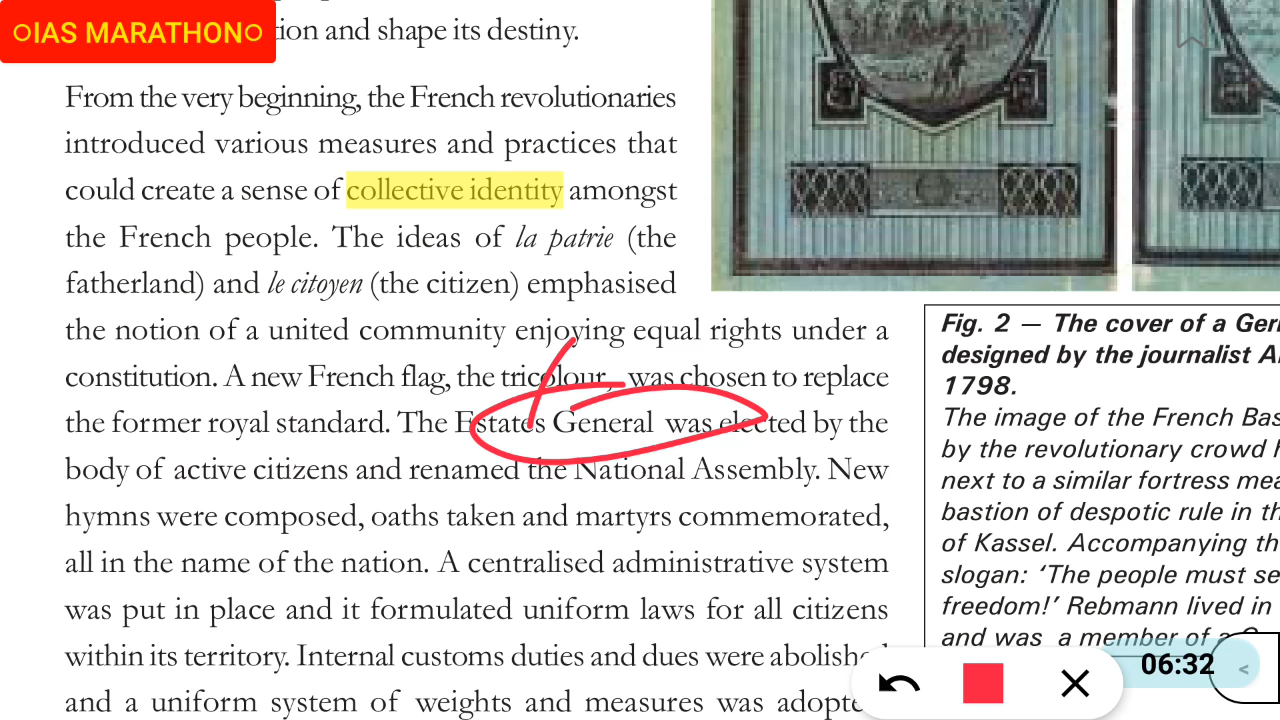 ○IAS MARATHON○
tion and shape its destiny.
From the very beginning, the French revolutionaries
introduced various measures and practices that
could create a sense of collective identity amongst
the French people. The ideas of la patrie (the
fatherland) and le citoyen (the citizen) emphasised
the notion of a united community enjoying equal rights under a
constitution. A new French flag, the tricolour, was chosen to replace
the former royal standard. The Estates General was elected by the
body of active citizens and renamed the National Assembly. New
hymns were composed, oaths taken and martyrs commemorated,
all in the name of the nation. A centralised administrative system
was put in place and it formulated uniform laws for all citizens
within its territory. Internal customs duties and dues were abolished
and a uniform system of weights and measures was adopte
Fig. 2 — The cover of a Ger
designed by the journalist A
1798.
The image of the French Bas
by the revolutionary crowd h
next to a similar fortress mea
bastion of despotic rule in th
of Kassel. Accompanying th
slogan: ‘The people must se
freedom!’ Rebmann lived in
and was a member of a G
06:32
<